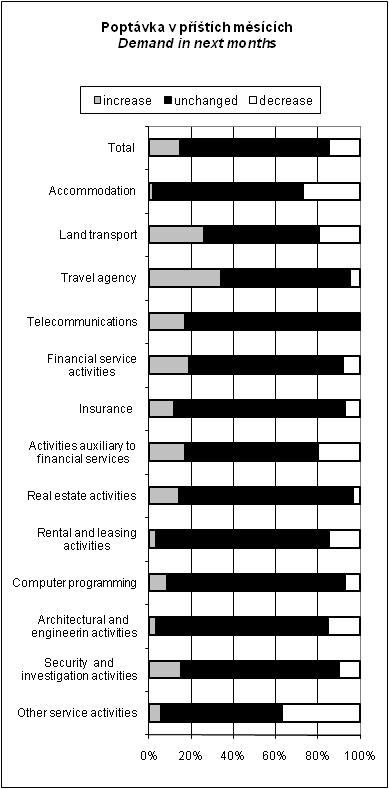 Poptávka v příštích měsících
Demand in next months
increase unchanged decrease
Total
Accommodation
Land transport
Travel agency
Telecommunications
Financial service
activities
Insurance
Activities auxiliary to
financial services
Real estate activities
Rental and leasing
activities
Computer programming
Architectural and
engineerin activities
Security and
investigation activities
Other service activities
0% 20% 40% 60% 80% 100%